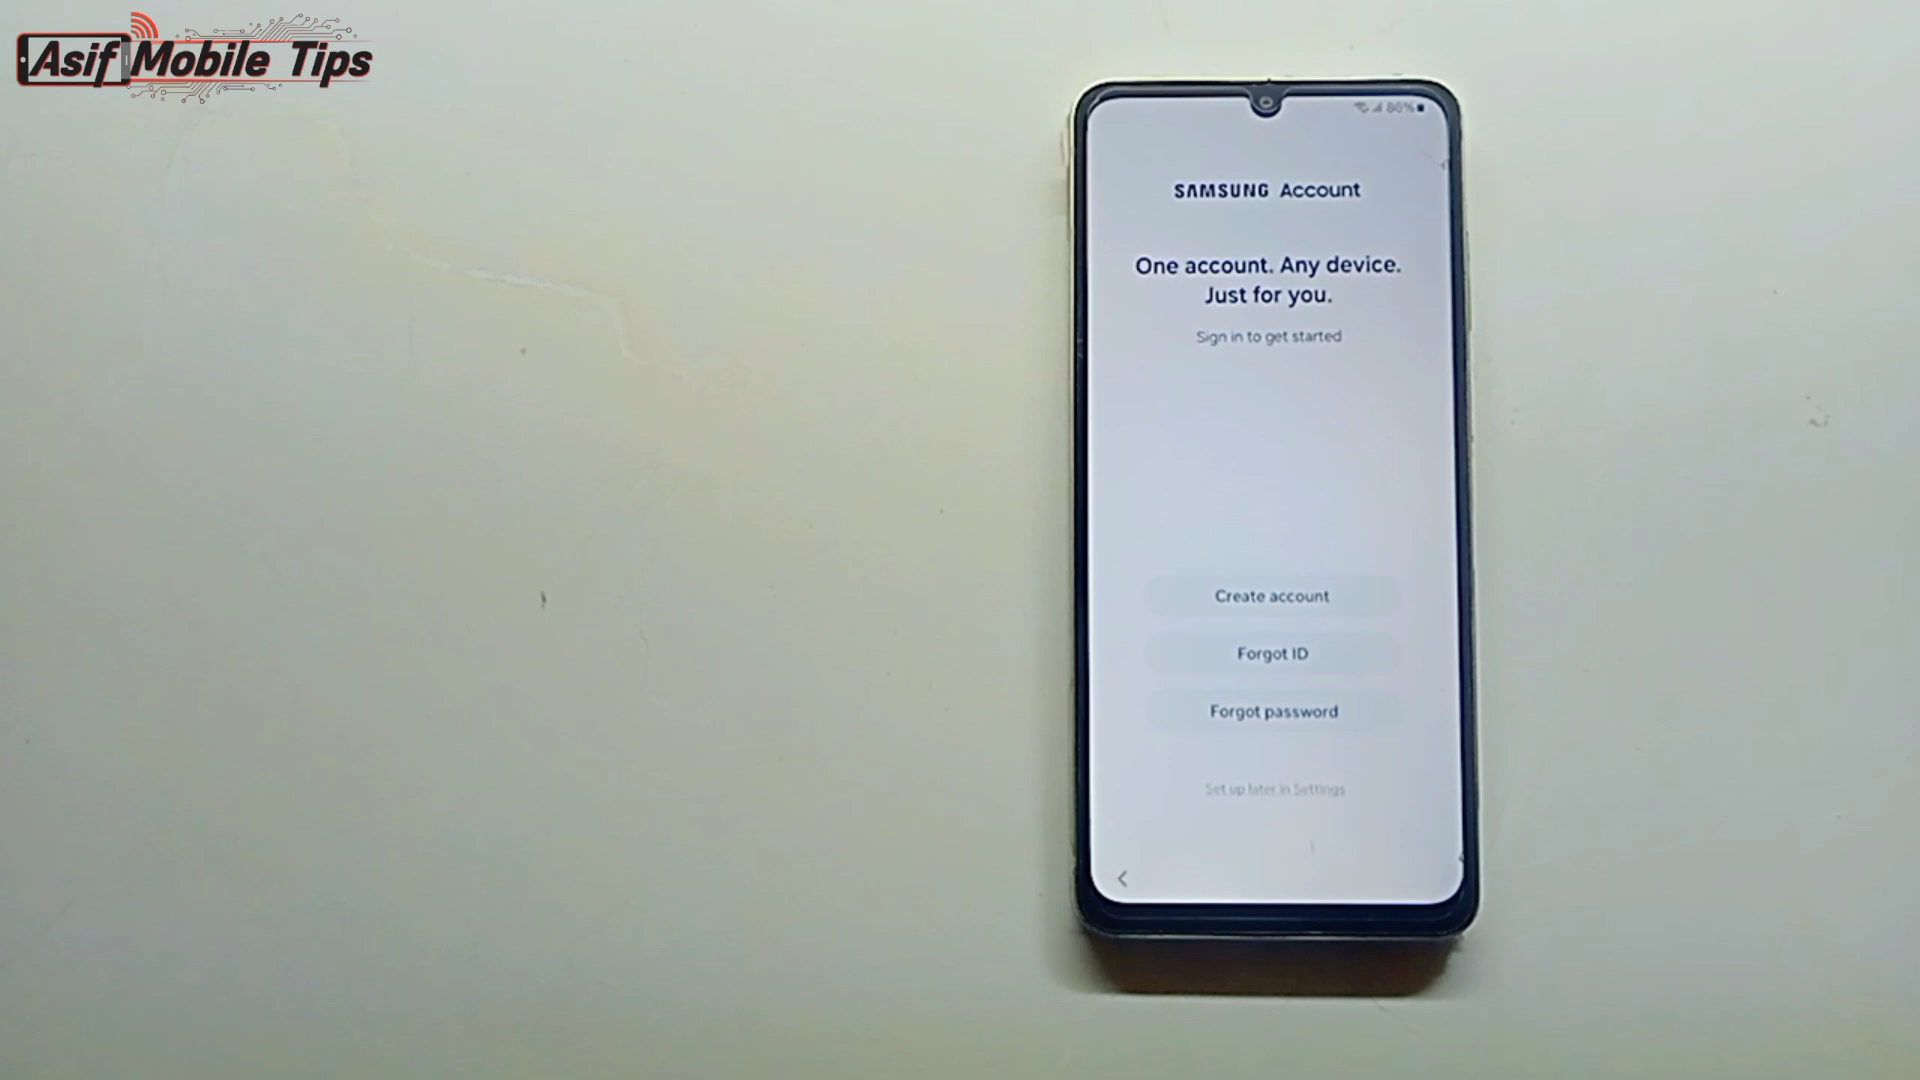 Asif Mobile Tips
86%
SAMSUNG Account
One account. Any device.
Just for you.
Sign in to get started
Create account
Forgot ID
Forgot password
Set up later in Settings